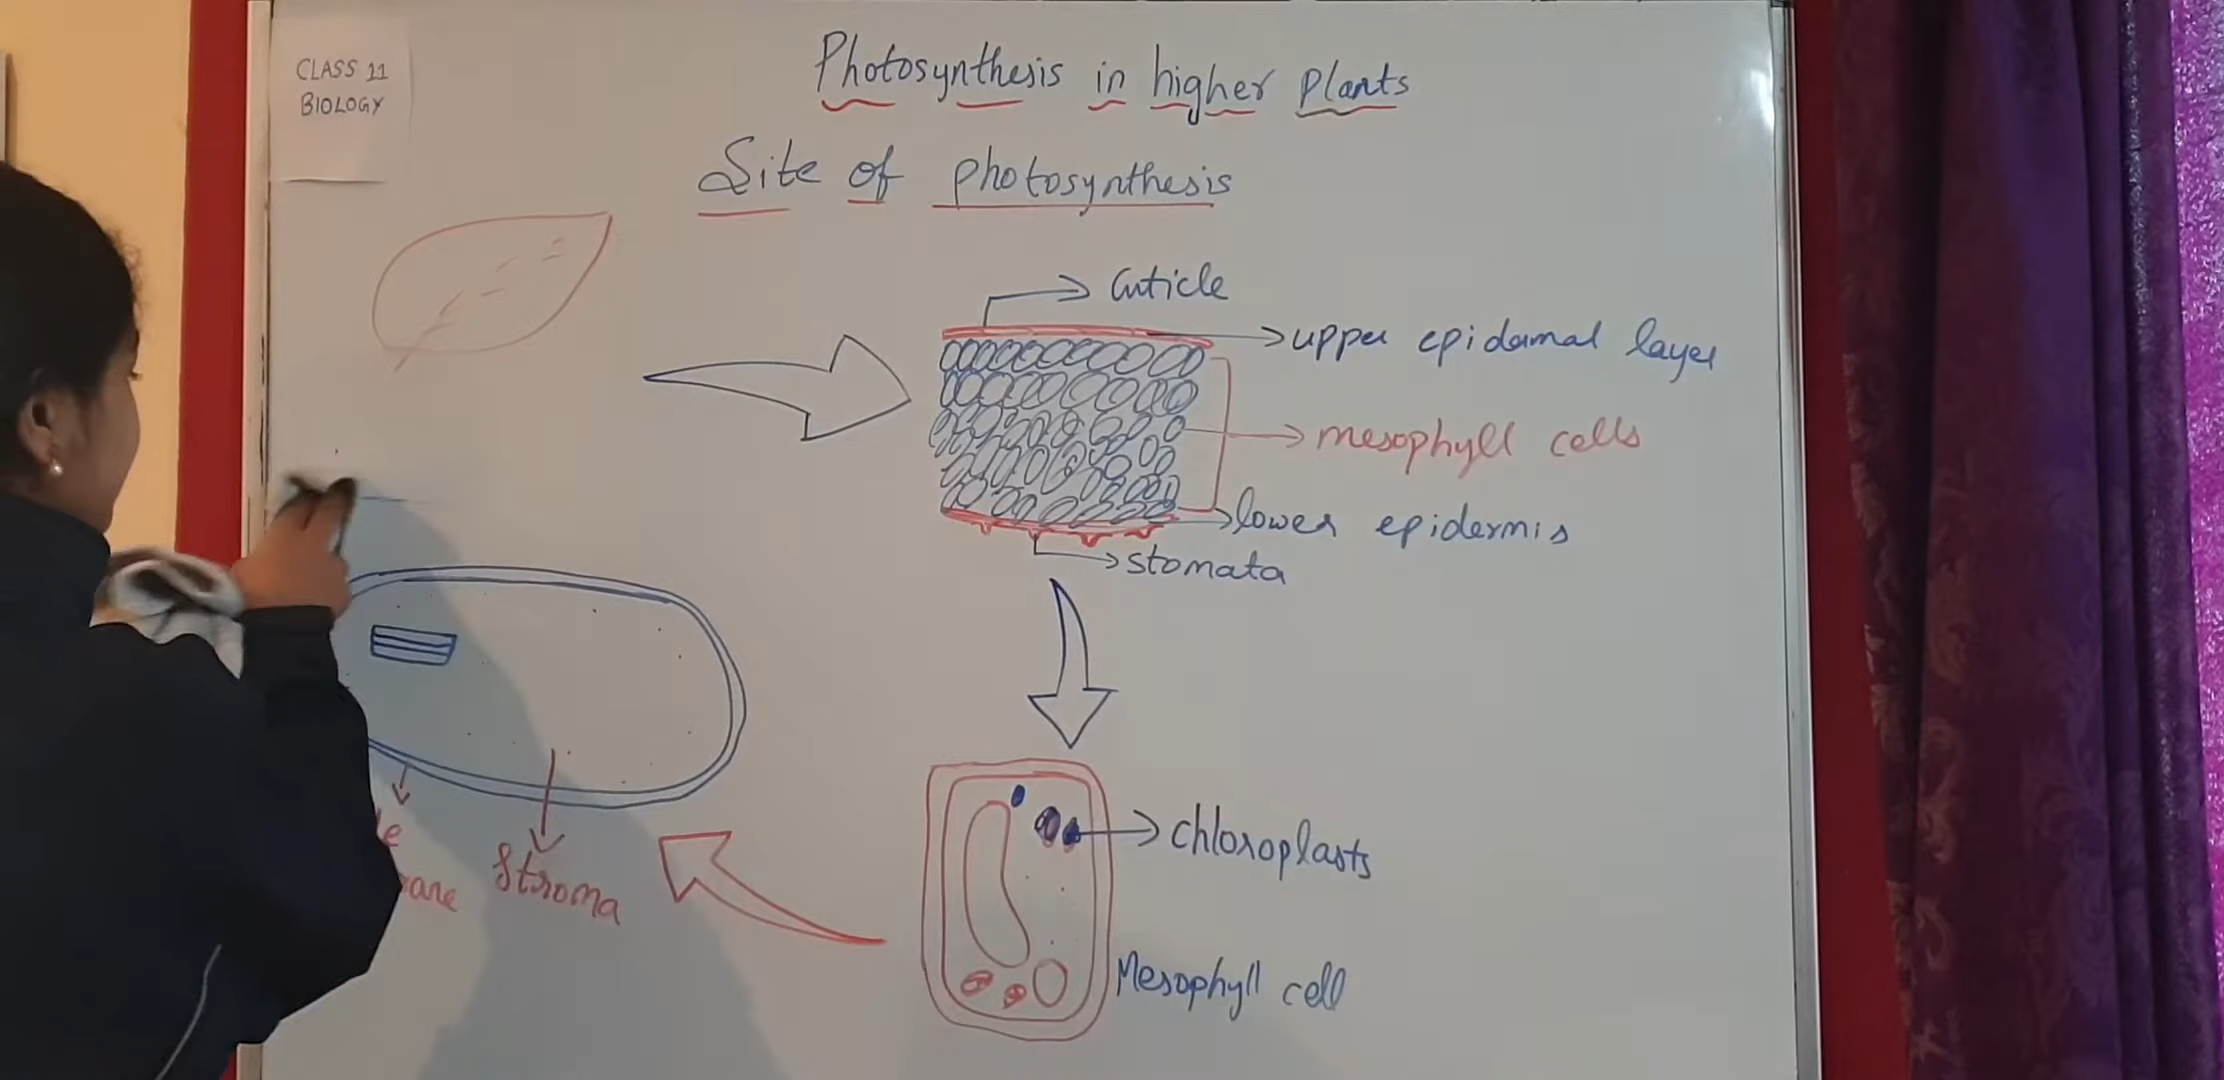 CLASS 11
BIOLOGY
Photosynthesis in higher plants
Site of photosynthesis
Cuticle
upper epidermal layer
mesophyll cells
lower epidermis
stomata
chloroplasts
Stroma
Mesophyll cell